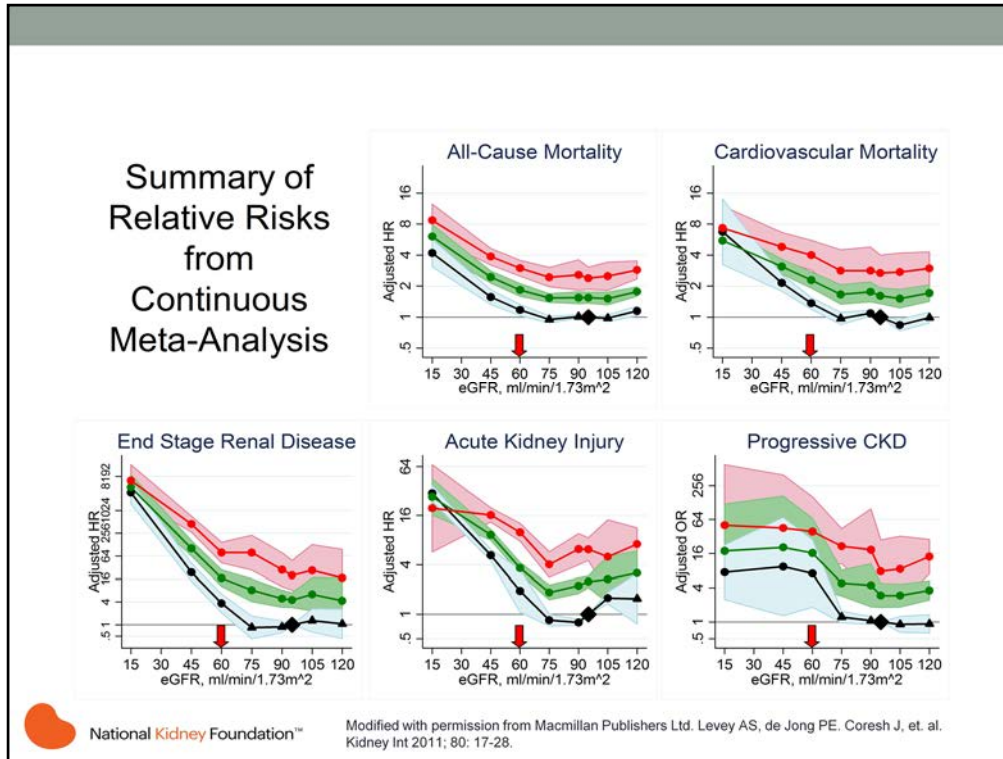 Summary of
Relative Risks
from
Continuous
Meta-Analysis
All-Cause Mortality
Adjusted HR
16
8
4
2
1
.5
15 30 45 60 75 90 105 120
eGFR, ml/min/1.73m^2
Cardiovascular Mortality
Adjusted HR
16
8
4
2
1
.5
15 30 45 60 75 90 105 120
eGFR, ml/min/1.73m^2
End Stage Renal Disease
Adjusted HR
8192
1024
256
64
16
4
1
.5
15 30 45 60 75 90 105 120
eGFR, ml/min/1.73m^2
Acute Kidney Injury
Adjusted HR
64
16
4
1
.5
15 30 45 60 75 90 105 120
eGFR, ml/min/1.73m^2
Progressive CKD
Adjusted OR
256
64
16
4
1
.5
15 30 45 60 75 90 105 120
eGFR, ml/min/1.73m^2
National Kidney Foundation™
Modified with permission from Macmillan Publishers Ltd. Levey AS, de Jong PE. Coresh J, et. al.
Kidney Int 2011; 80: 17-28.